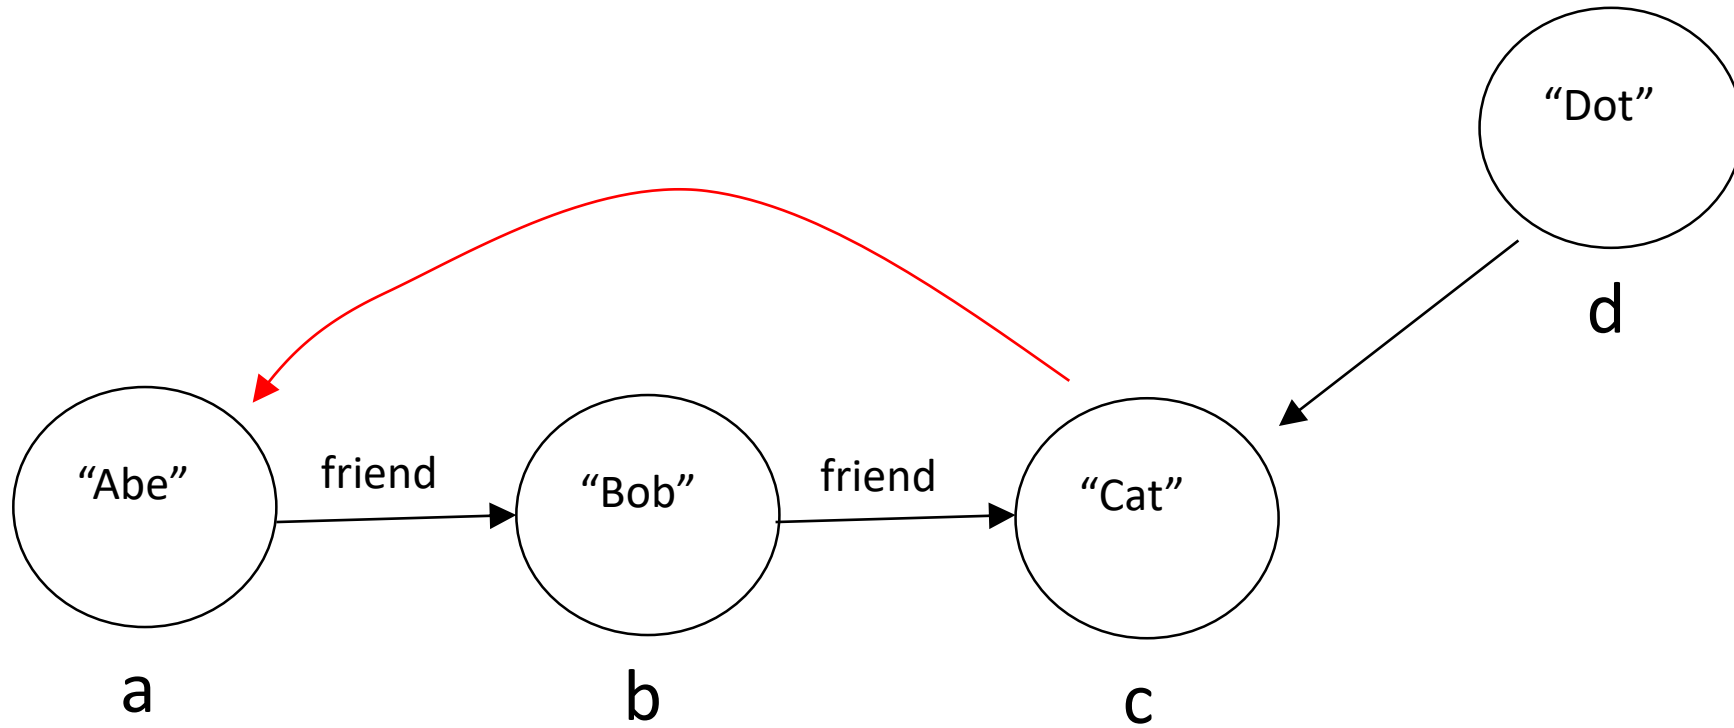 “Dot”
d
“Abe”
friend
“Bob”
friend
“Cat”
a
b
c